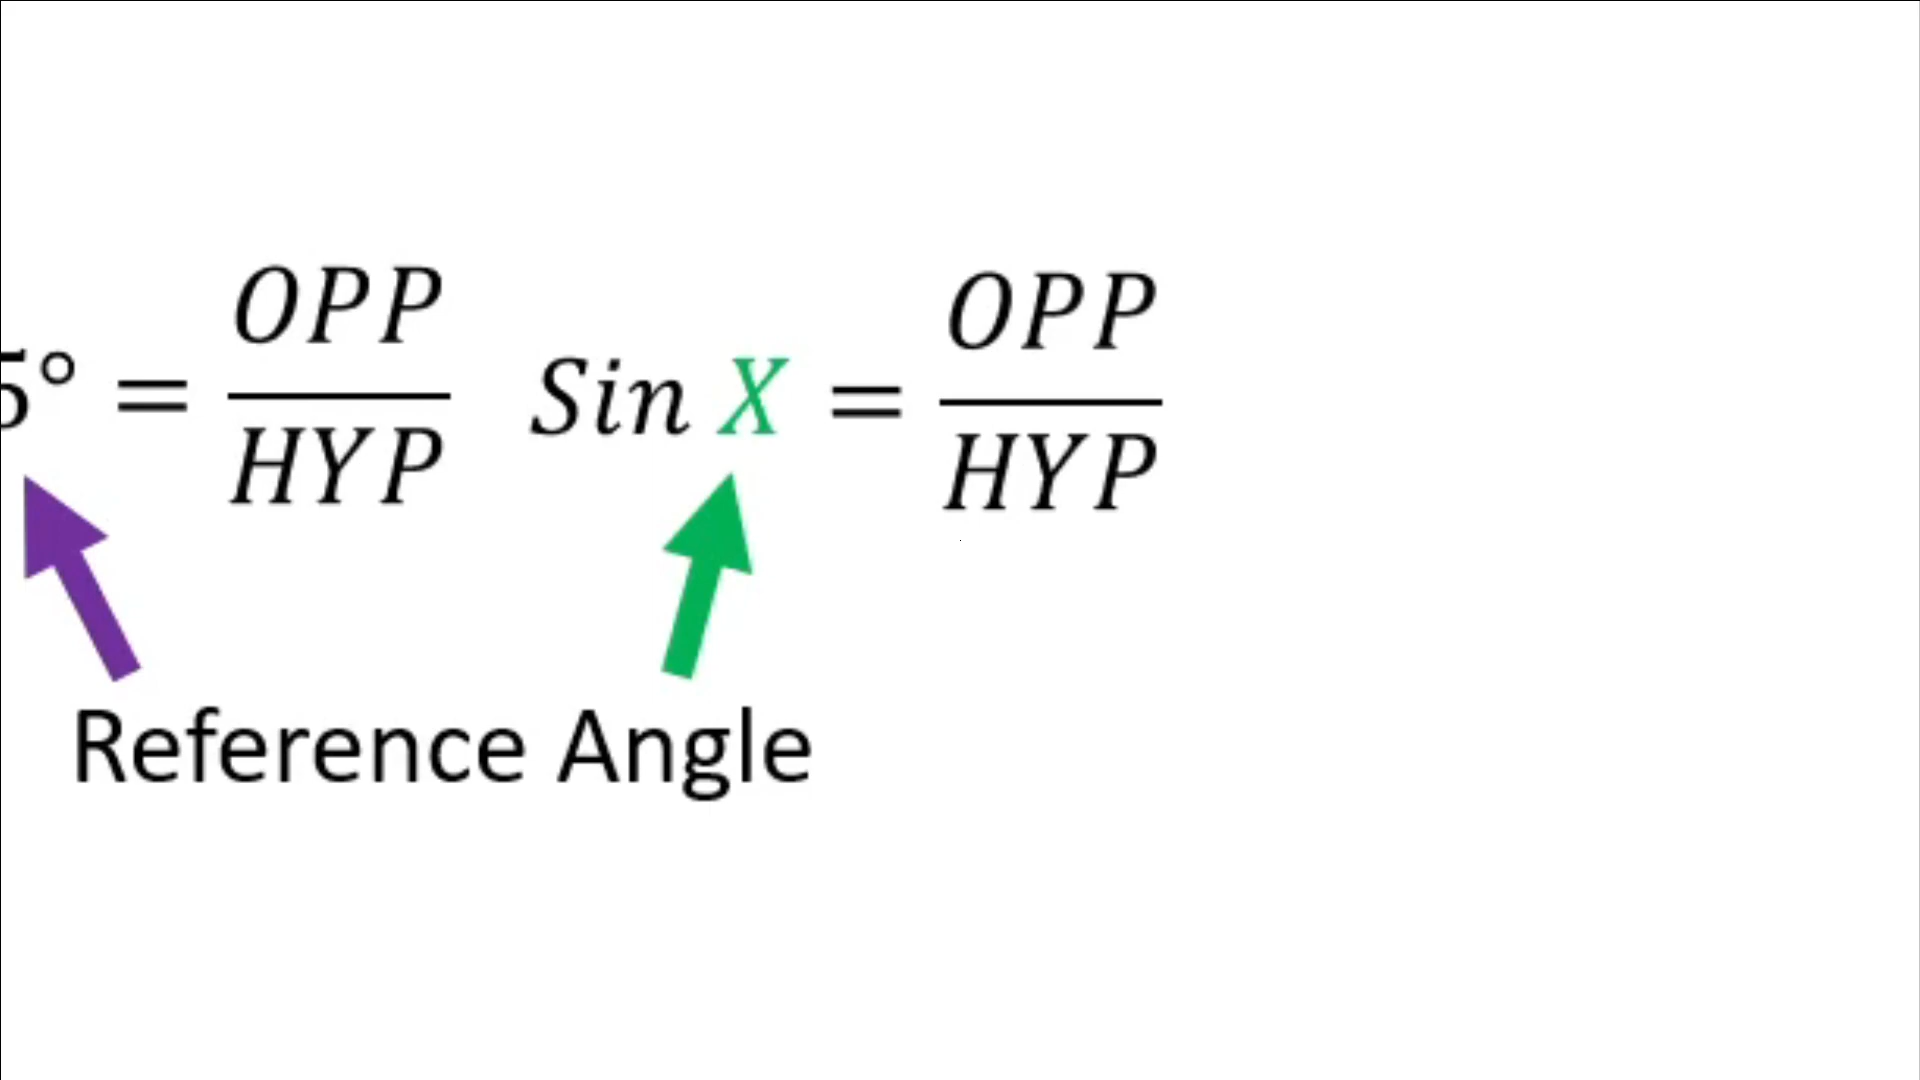 5° = OPP/HYP
Sin X = OPP/HYP
Reference Angle